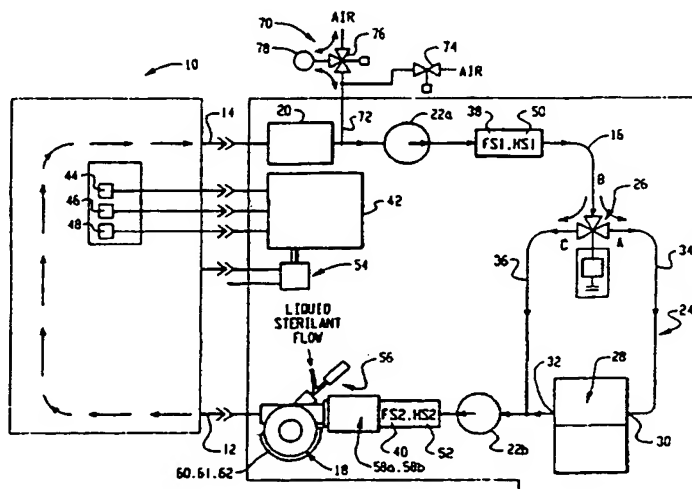 70
AIR
76
78
74
AIR
10
14
20
72
22a
38
50
FS1.HS1
16
B
26
44
46
48
42
C
A
36
34
54
24
LIQUID
STERILANT
FLOW
56
32
28
FS2.HS2
30
12
60.61.62
18
58a.58b
40
52
22b